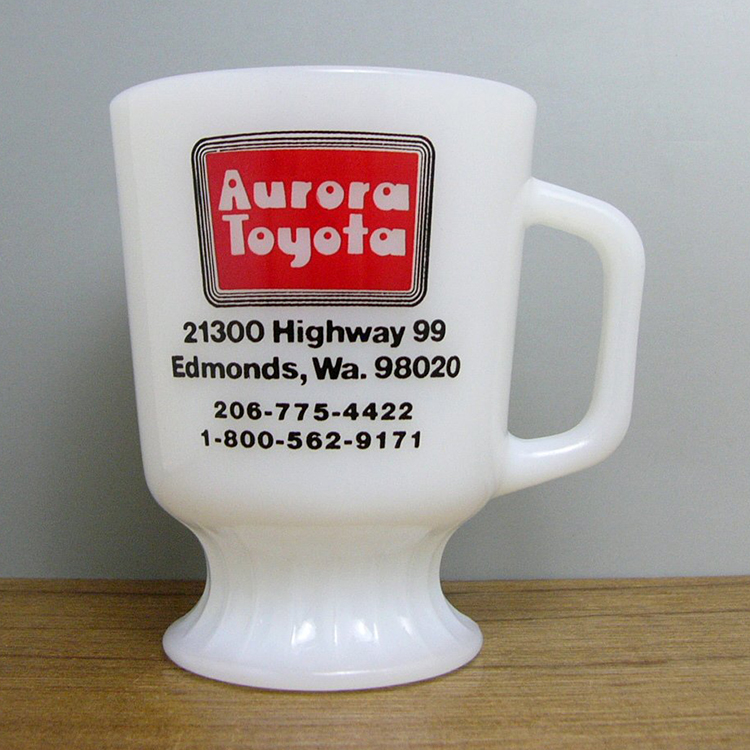 Aurora
Toyota
21300 Highway 99
Edmonds, Wa. 98020
206-775-4422
1-800-562-9171